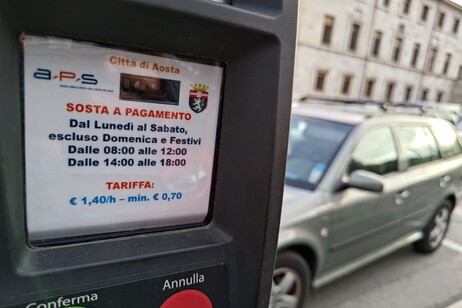 Città di Aosta
a.p.s
SOSTA A PAGAMENTO
Dal Lunedì al Sabato,
escluso Domenica e Festivi
Dalle 08:00 alle 12:00
Dalle 14:00 alle 18:00
TARIFFA:
€ 1,40/h – min. € 0,70
Conferma
Annulla